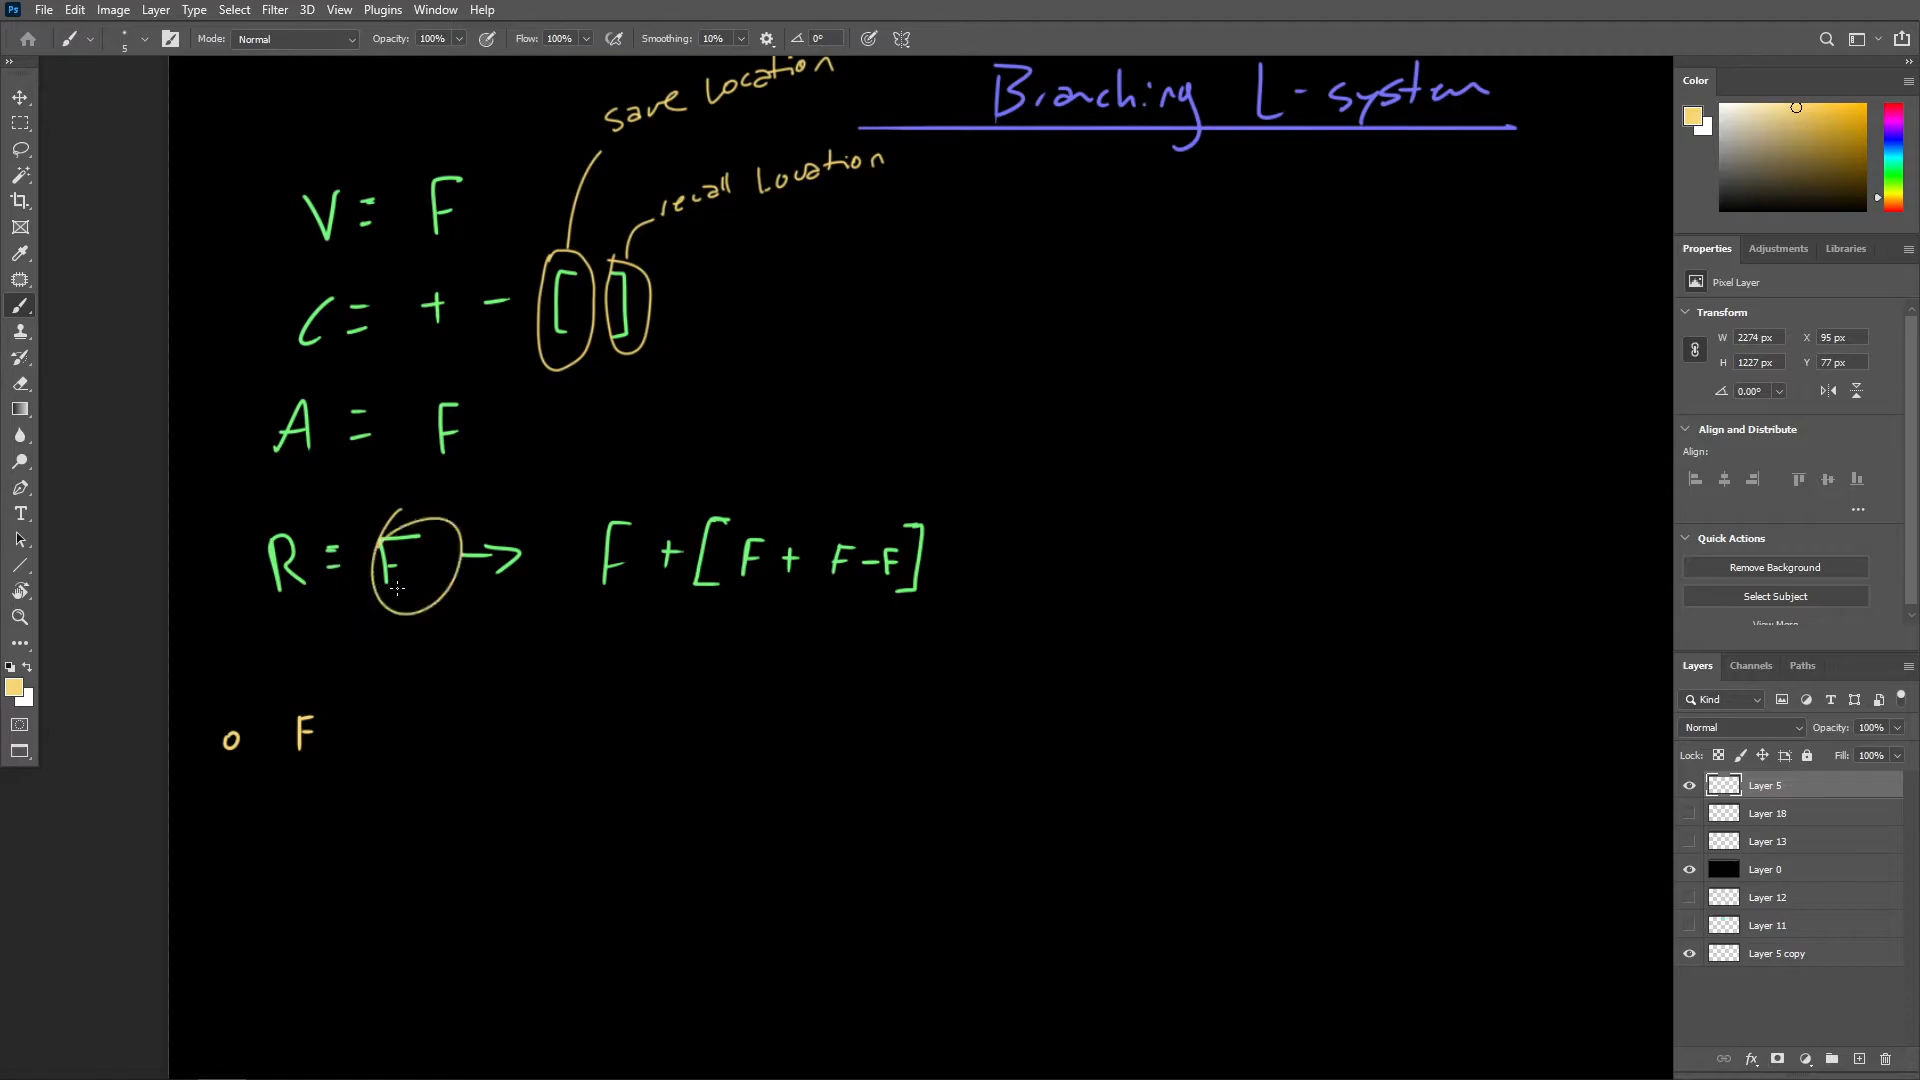 Ps File Edit Image Layer Type Select Filter 3D View Plugins Window Help
5 Mode: Normal Opacity: 100% Flow: 100% Smoothing: 10% 0°
save Location
Branching L-system
recall Location
V = F
C = + - [ ]
A = F
R = F → F + [ F + F - F ]
0 F
Color
Properties Adjustments Libraries
Pixel Layer
Transform
W 2274 px X 95 px
H 1227 px Y 77 px
0.00°
Align and Distribute
Align:
Quick Actions
Remove Background
Select Subject
View More
Layers Channels Paths
Kind
Normal Opacity: 100%
Lock: Fill: 100%
Layer 5
Layer 18
Layer 13
Layer 0
Layer 12
Layer 11
Layer 5 copy